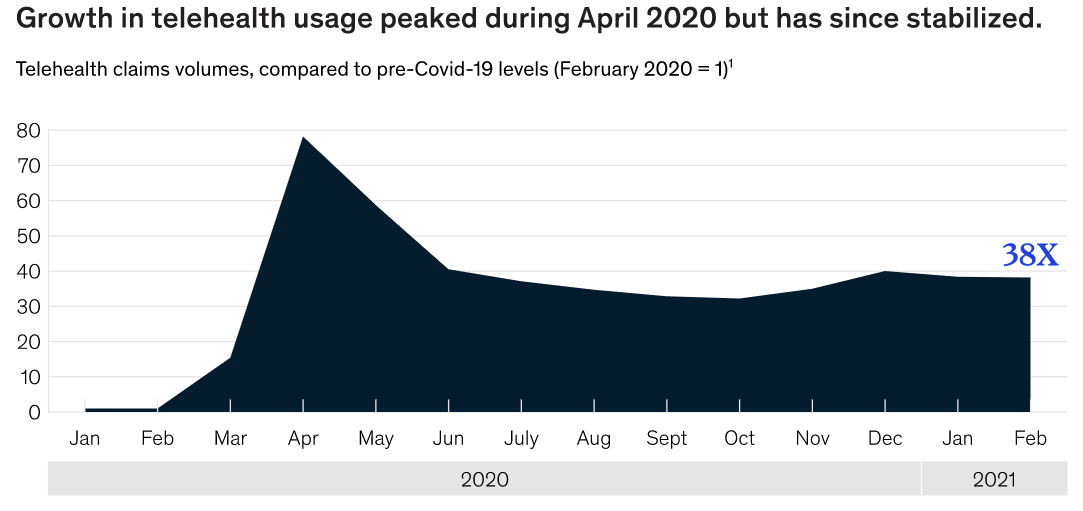 Growth in telehealth usage peaked during April 2020 but has since stabilized.
Telehealth claims volumes, compared to pre-Covid-19 levels (February 2020 = 1)¹
80
70
60
50
40
30
20
10
0
38X
Jan Feb Mar Apr May Jun July Aug Sept Oct Nov Dec Jan Feb
2020 2021